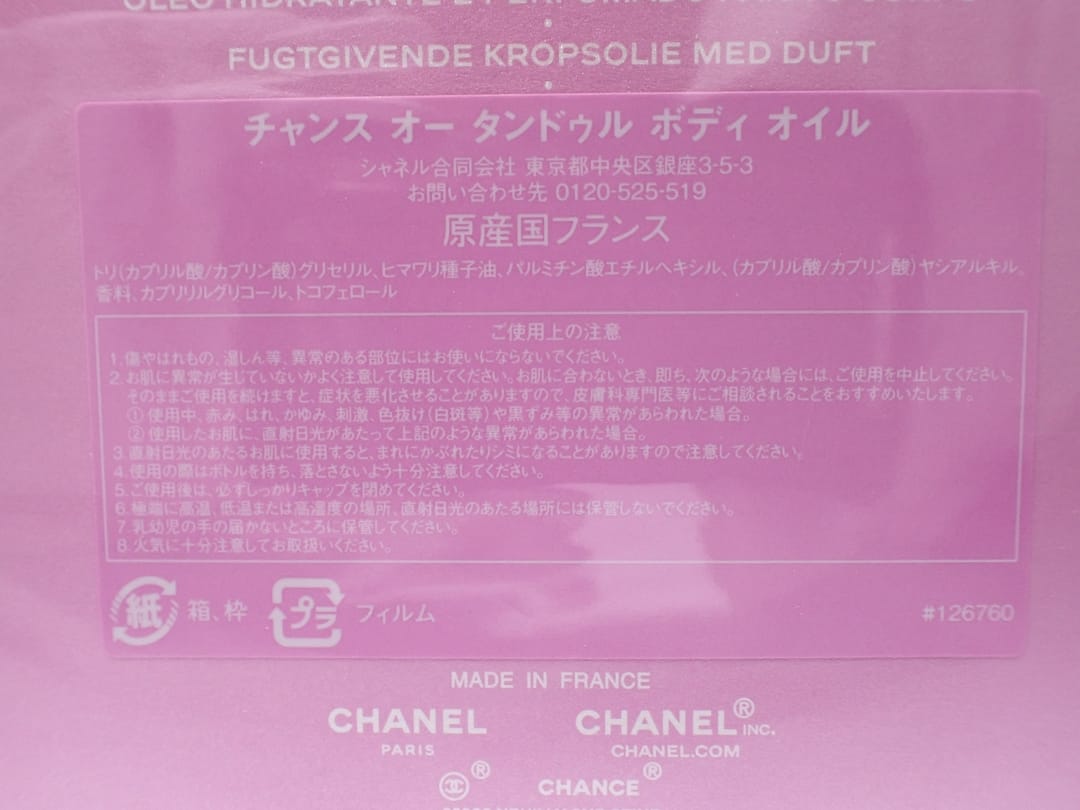 OLEO HIDRATANTE E PERFUMADO PARA O CORPO
FUGTGIVENDE KROPSOLIE MED DUFT
チャンス オー タンドゥル ボディ オイル
シャネル合同会社 東京都中央区銀座3-5-3
お問い合わせ先 0120-525-519
原産国フランス
トリ(カプリル酸/カプリン酸)グリセリル、ヒマワリ種子油、パルミチン酸エチルヘキシル、(カプリル酸/カプリン酸)ヤシアルキル、
香料、カプリリルグリコール、トコフェロール
ご使用上の注意
1.傷やはれもの、湿しん等、異常のある部位にはお使いにならないでください。
2.お肌に異常が生じていないかよく注意して使用してください。お肌に合わないとき、即ち、次のような場合には、ご使用を中止してください。
そのままご使用を続けますと、症状を悪化させることがありますので、皮膚科専門医等にご相談されることをおすすめいたします。
①使用中、赤み、はれ、かゆみ、刺激、色抜け(白斑等)や黒ずみ等の異常があらわれた場合。
②使用したお肌に、直射日光があたって上記のような異常があらわれた場合。
3.直射日光のあたるお肌に使用すると、まれにかぶれたりシミになることがありますので注意してください。
4.使用の際はボトルを持ち、落とさないよう十分注意してください。
5.ご使用後は、必ずしっかりキャップを閉めてください。
6.極端に高温、低温または高湿度の場所、直射日光のあたる場所には保管しないでください。
7.乳幼児の手の届かないところに保管してください。
8.火気に十分注意してお取扱いください。
紙 箱、枠 プラ フィルム #126760
MADE IN FRANCE
CHANEL CHANEL® INC.
PARIS CHANEL.COM
® CHANCE®